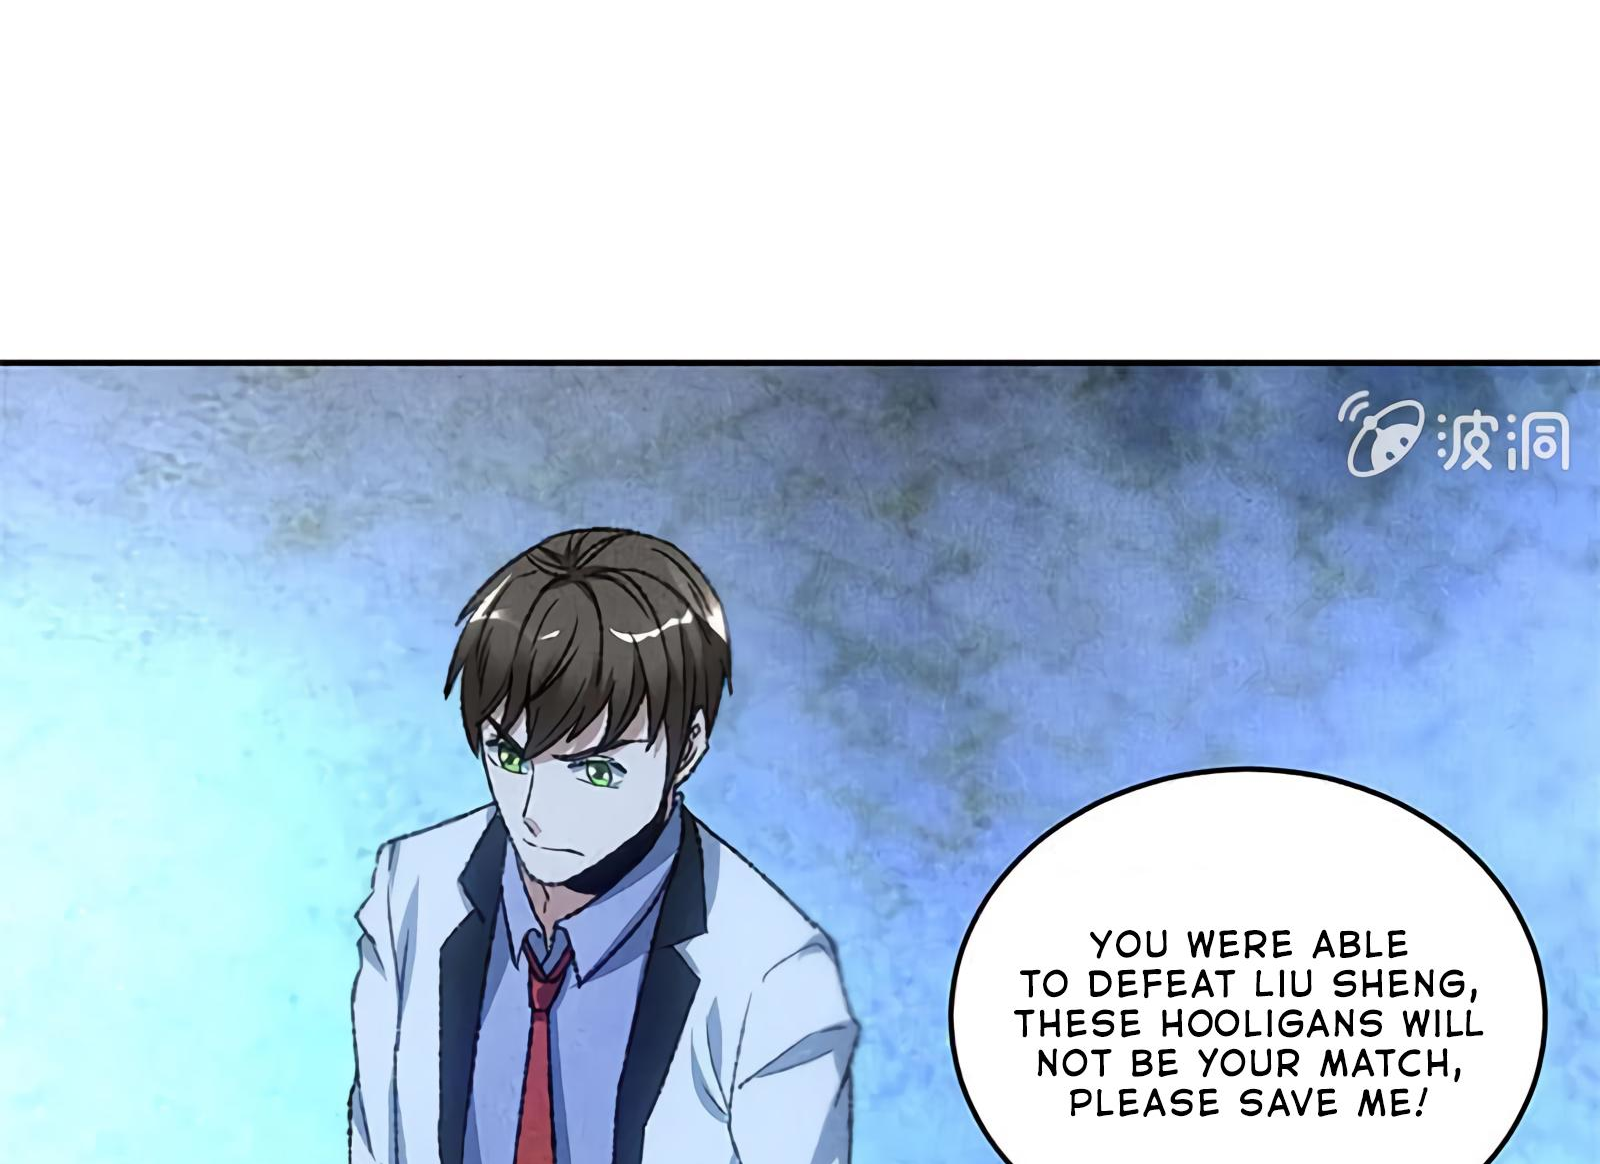 波洞
YOU WERE ABLE
TO DEFEAT LIU SHENG,
THESE HOOLIGANS WILL
NOT BE YOUR MATCH,
PLEASE SAVE ME!